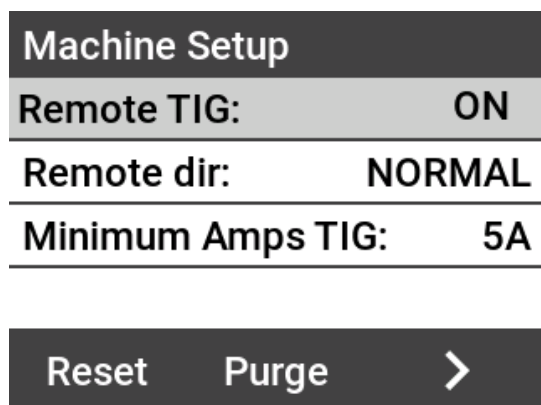 Machine Setup
Remote TIG: ON
Remote dir: NORMAL
Minimum Amps TIG: 5A
Reset Purge >